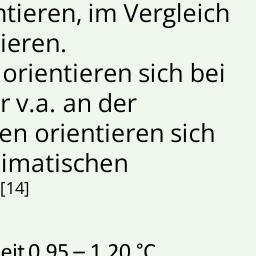 ntieren, im Vergleich
ieren.
orientieren sich bei
r v.a. an der
en orientieren sich
imatischen
[14]
eit 0,95 – 1,20 °C